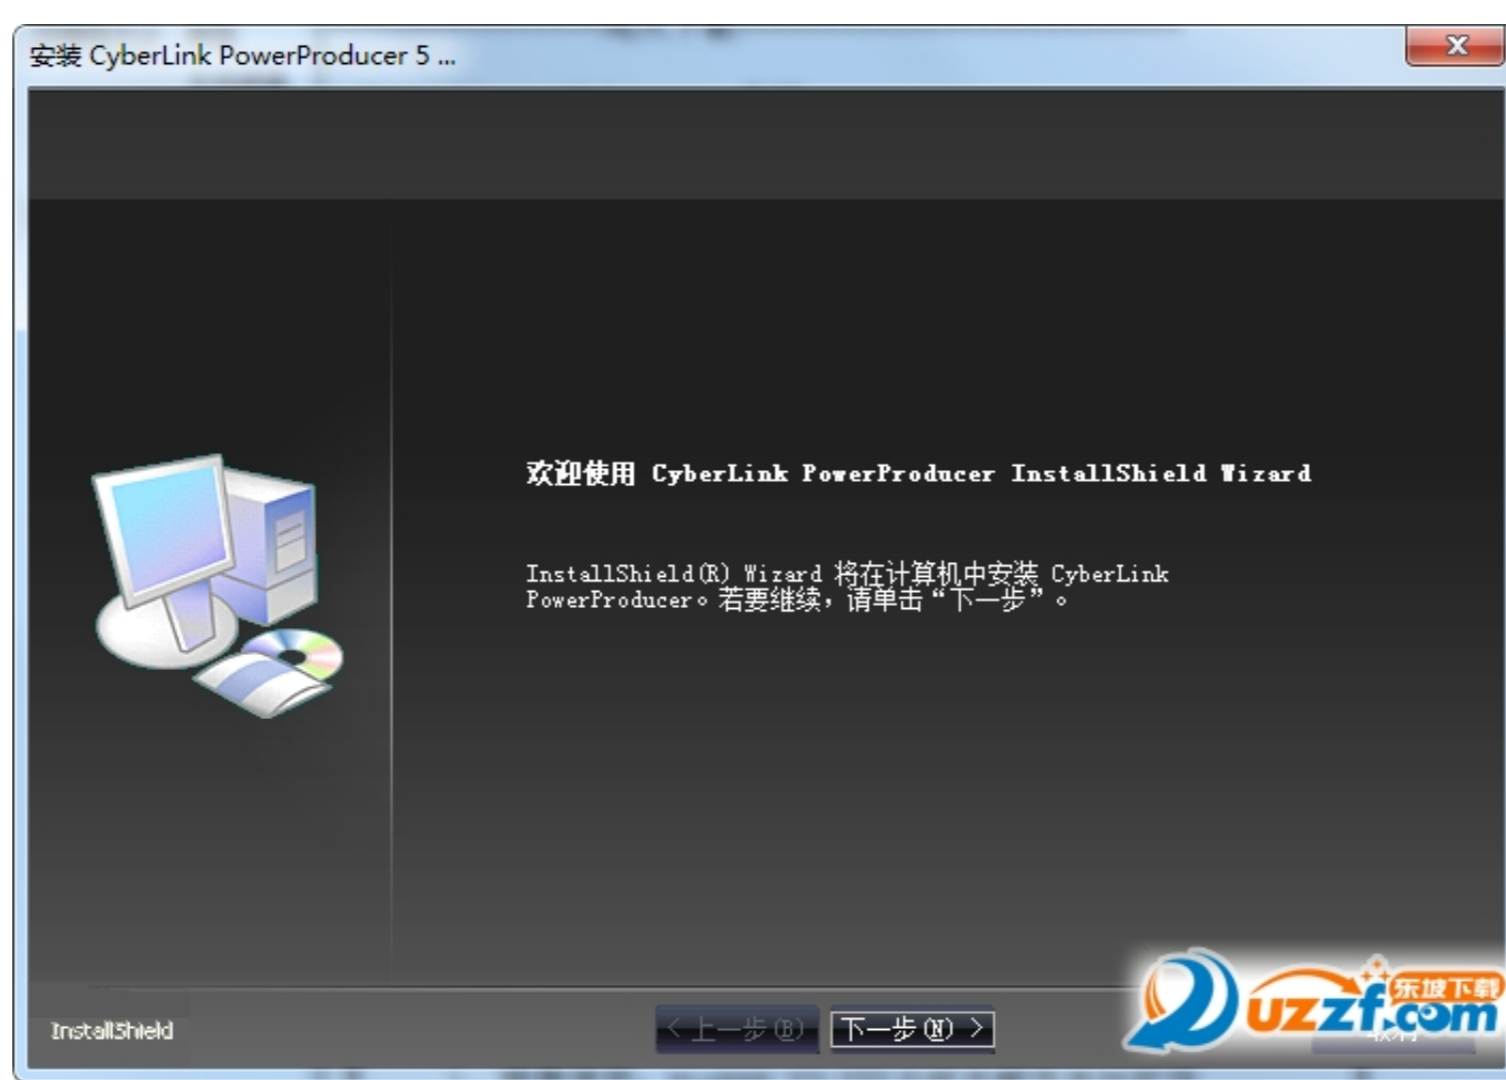 安装 CyberLink PowerProducer 5 ...
欢迎使用 CyberLink PowerProducer InstallShield Wizard
InstallShield(R) Wizard 将在计算机中安装 CyberLink
PowerProducer。若要继续，请单击“下一步”。
InstallShield
< 上一步(B)
下一步(N) >
东坡下载
uzzf.com